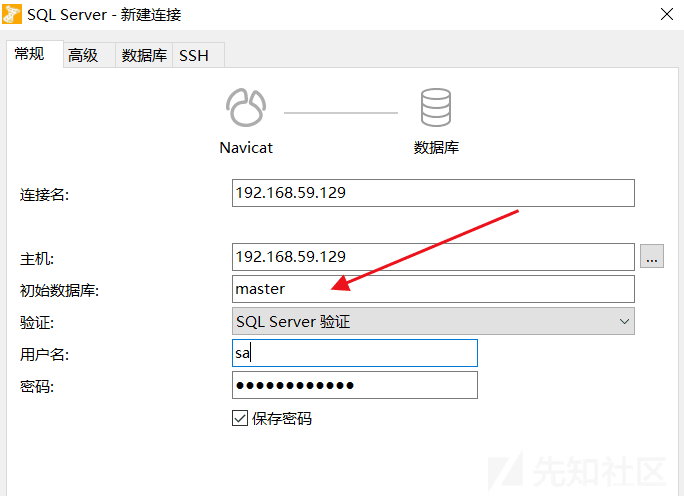 SQL Server - 新建连接
常规 高级 数据库 SSH
Navicat 数据库
连接名: 192.168.59.129
主机: 192.168.59.129 ...
初始数据库: master
验证: SQL Server 验证
用户名: sa
密码: ●●●●●●●●●●●●
保存密码
先知社区